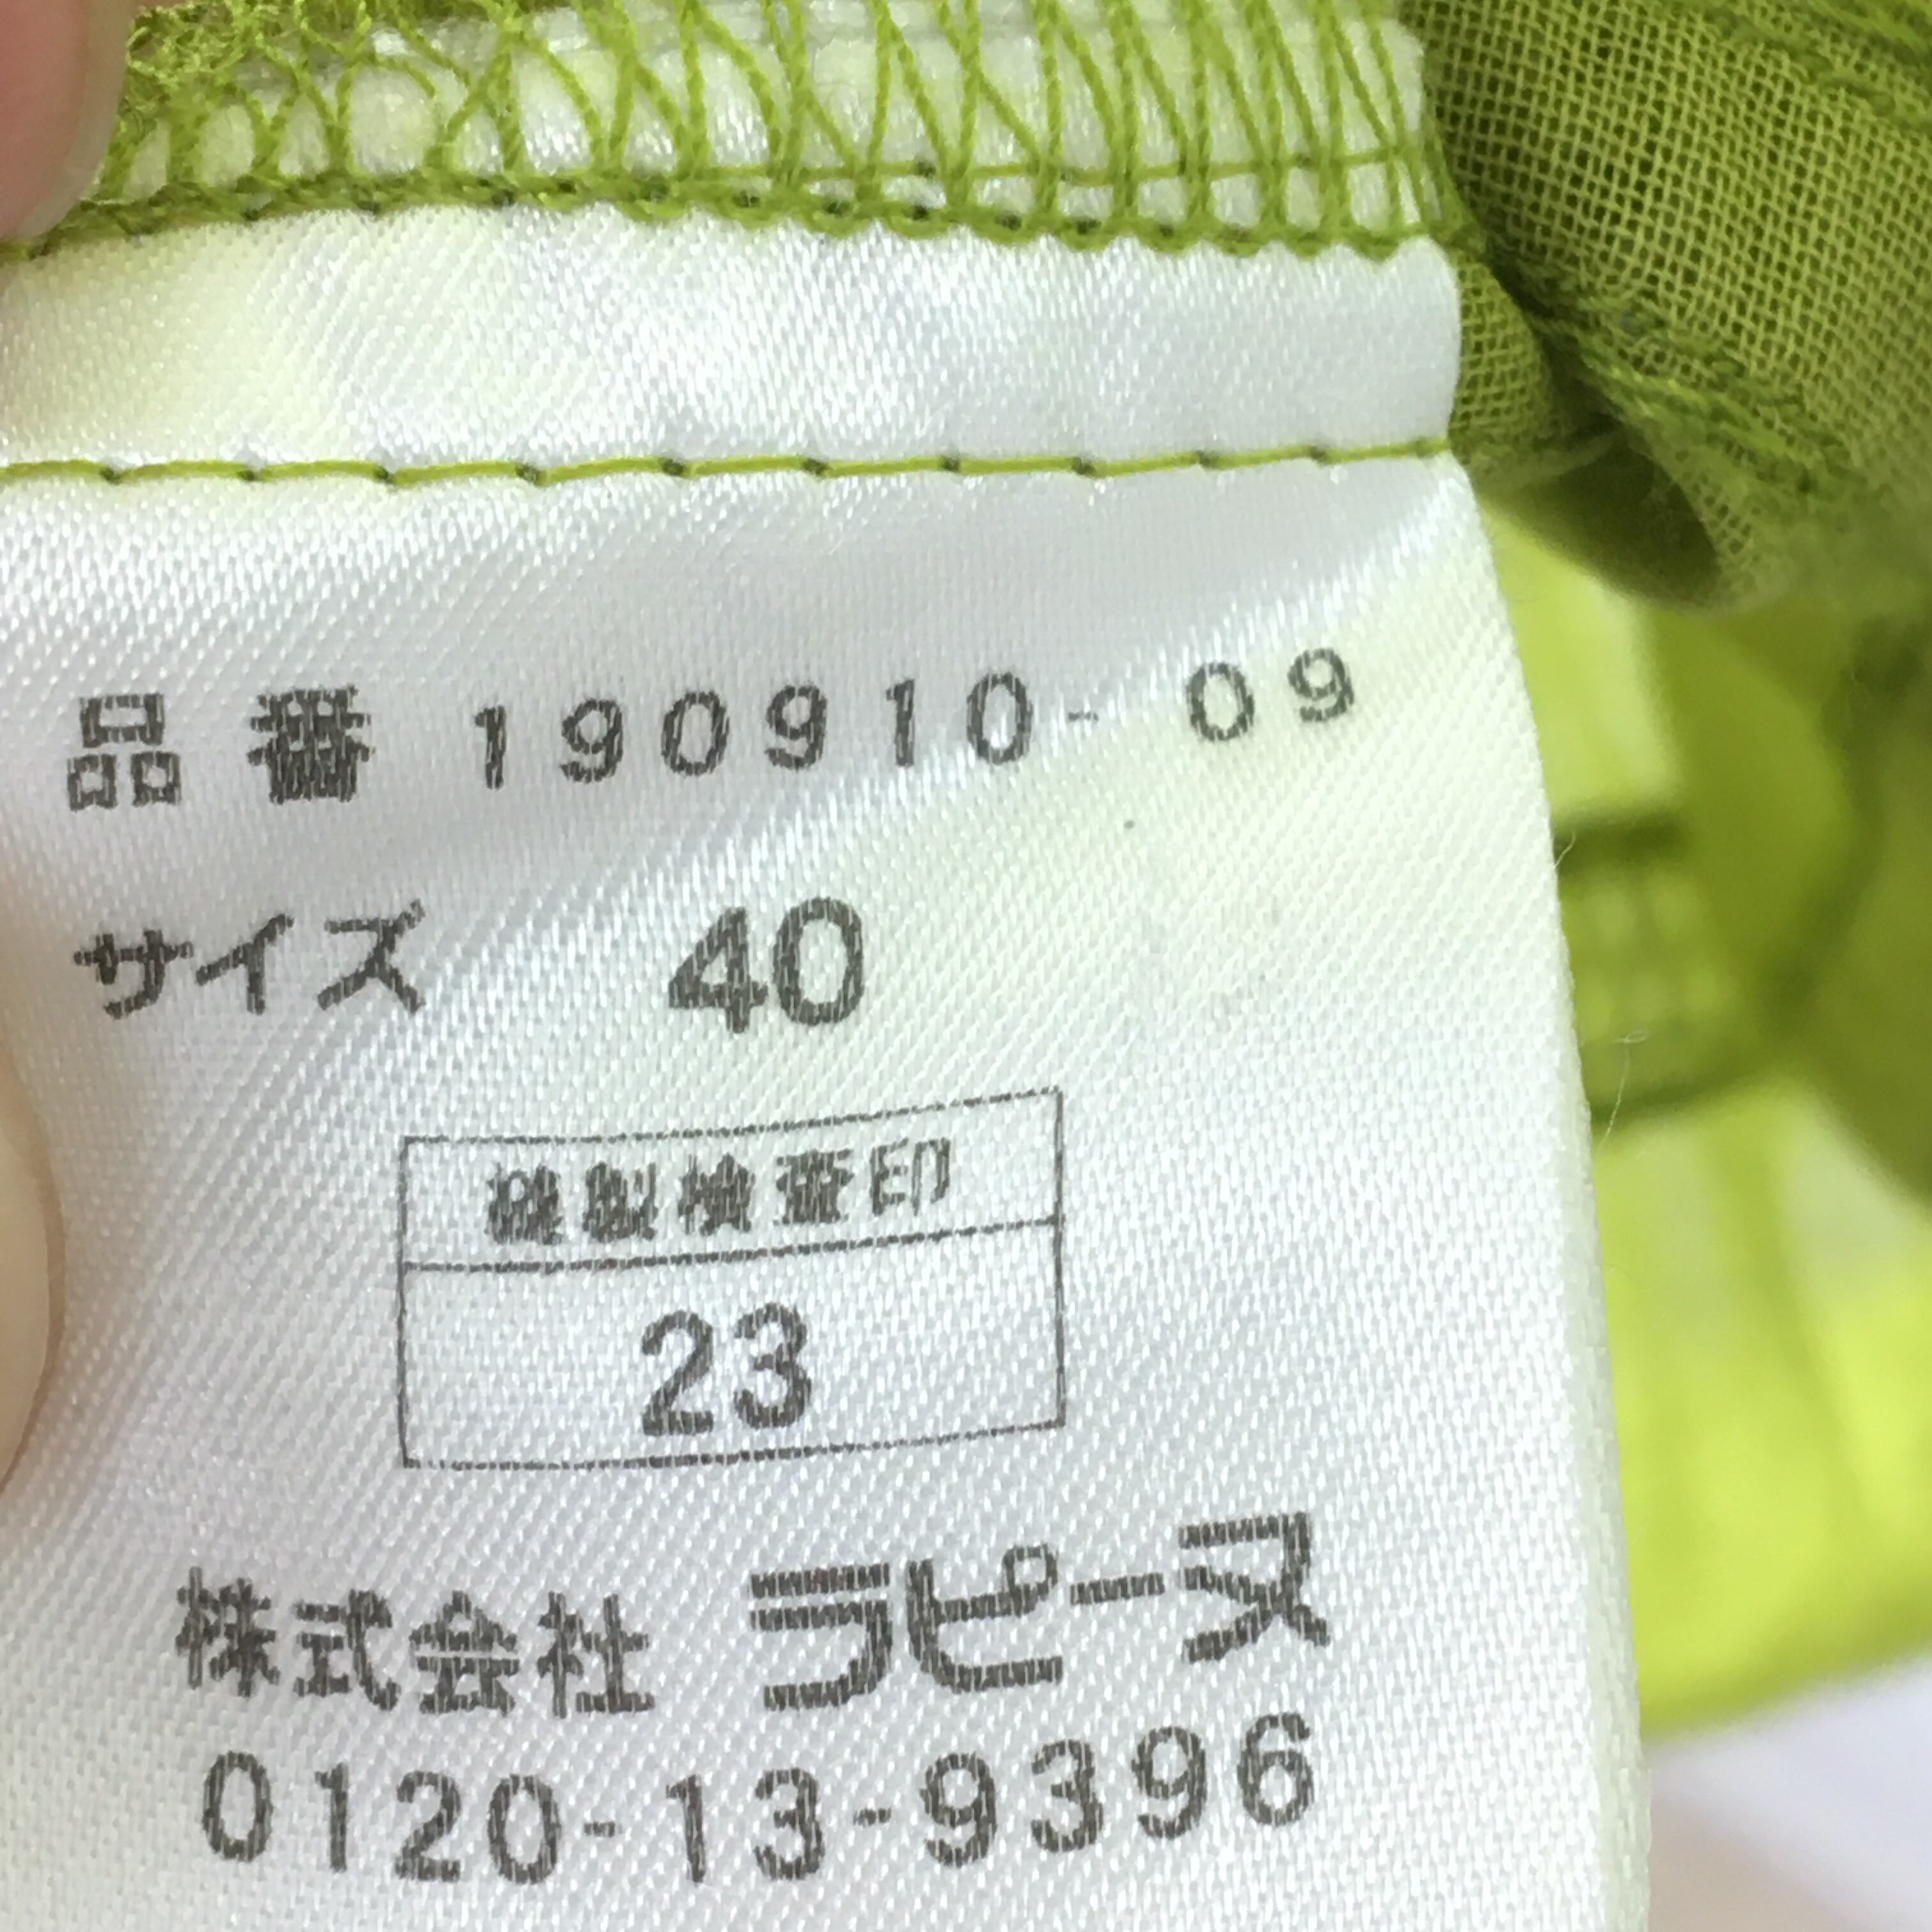 品番 190910-09
サイズ 40
縫製検査印
23
株式会社 ラピーヌ
0120-13-9396